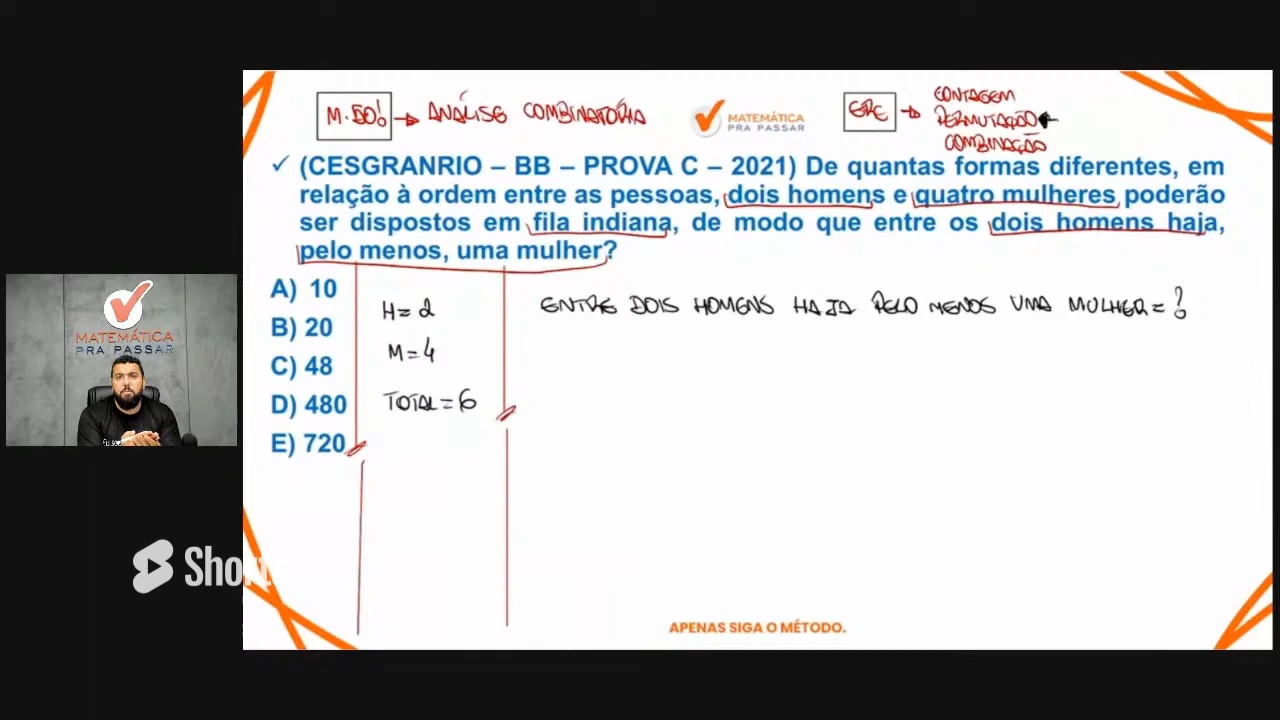 M.50! → ANÁLISE COMBINATÓRIA
MATEMÁTICA
PRA PASSAR
CONTAGEM
PERMUTAÇÃO
COMBINAÇÃO
✓ (CESGRANRIO – BB – PROVA C – 2021) De quantas formas diferentes, em
relação à ordem entre as pessoas, dois homens e quatro mulheres poderão
ser dispostos em fila indiana, de modo que entre os dois homens haja,
pelo menos, uma mulher?
A) 10
B) 20
C) 48
D) 480
E) 720
H=2
M=4
TOTAL=6
ENTRE DOIS HOMENS HAJA PELO MENOS UMA MULHER=?
MATEMÁTICA
PRA PASSAR
APENAS SIGA O MÉTODO.